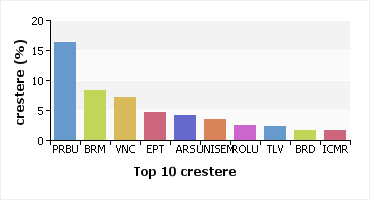 20
15
10
5
0
crestere (%)
PRBU BRM VNC EPT ARS UNISEM ROLU TLV BRD ICMR
Top 10 crestere